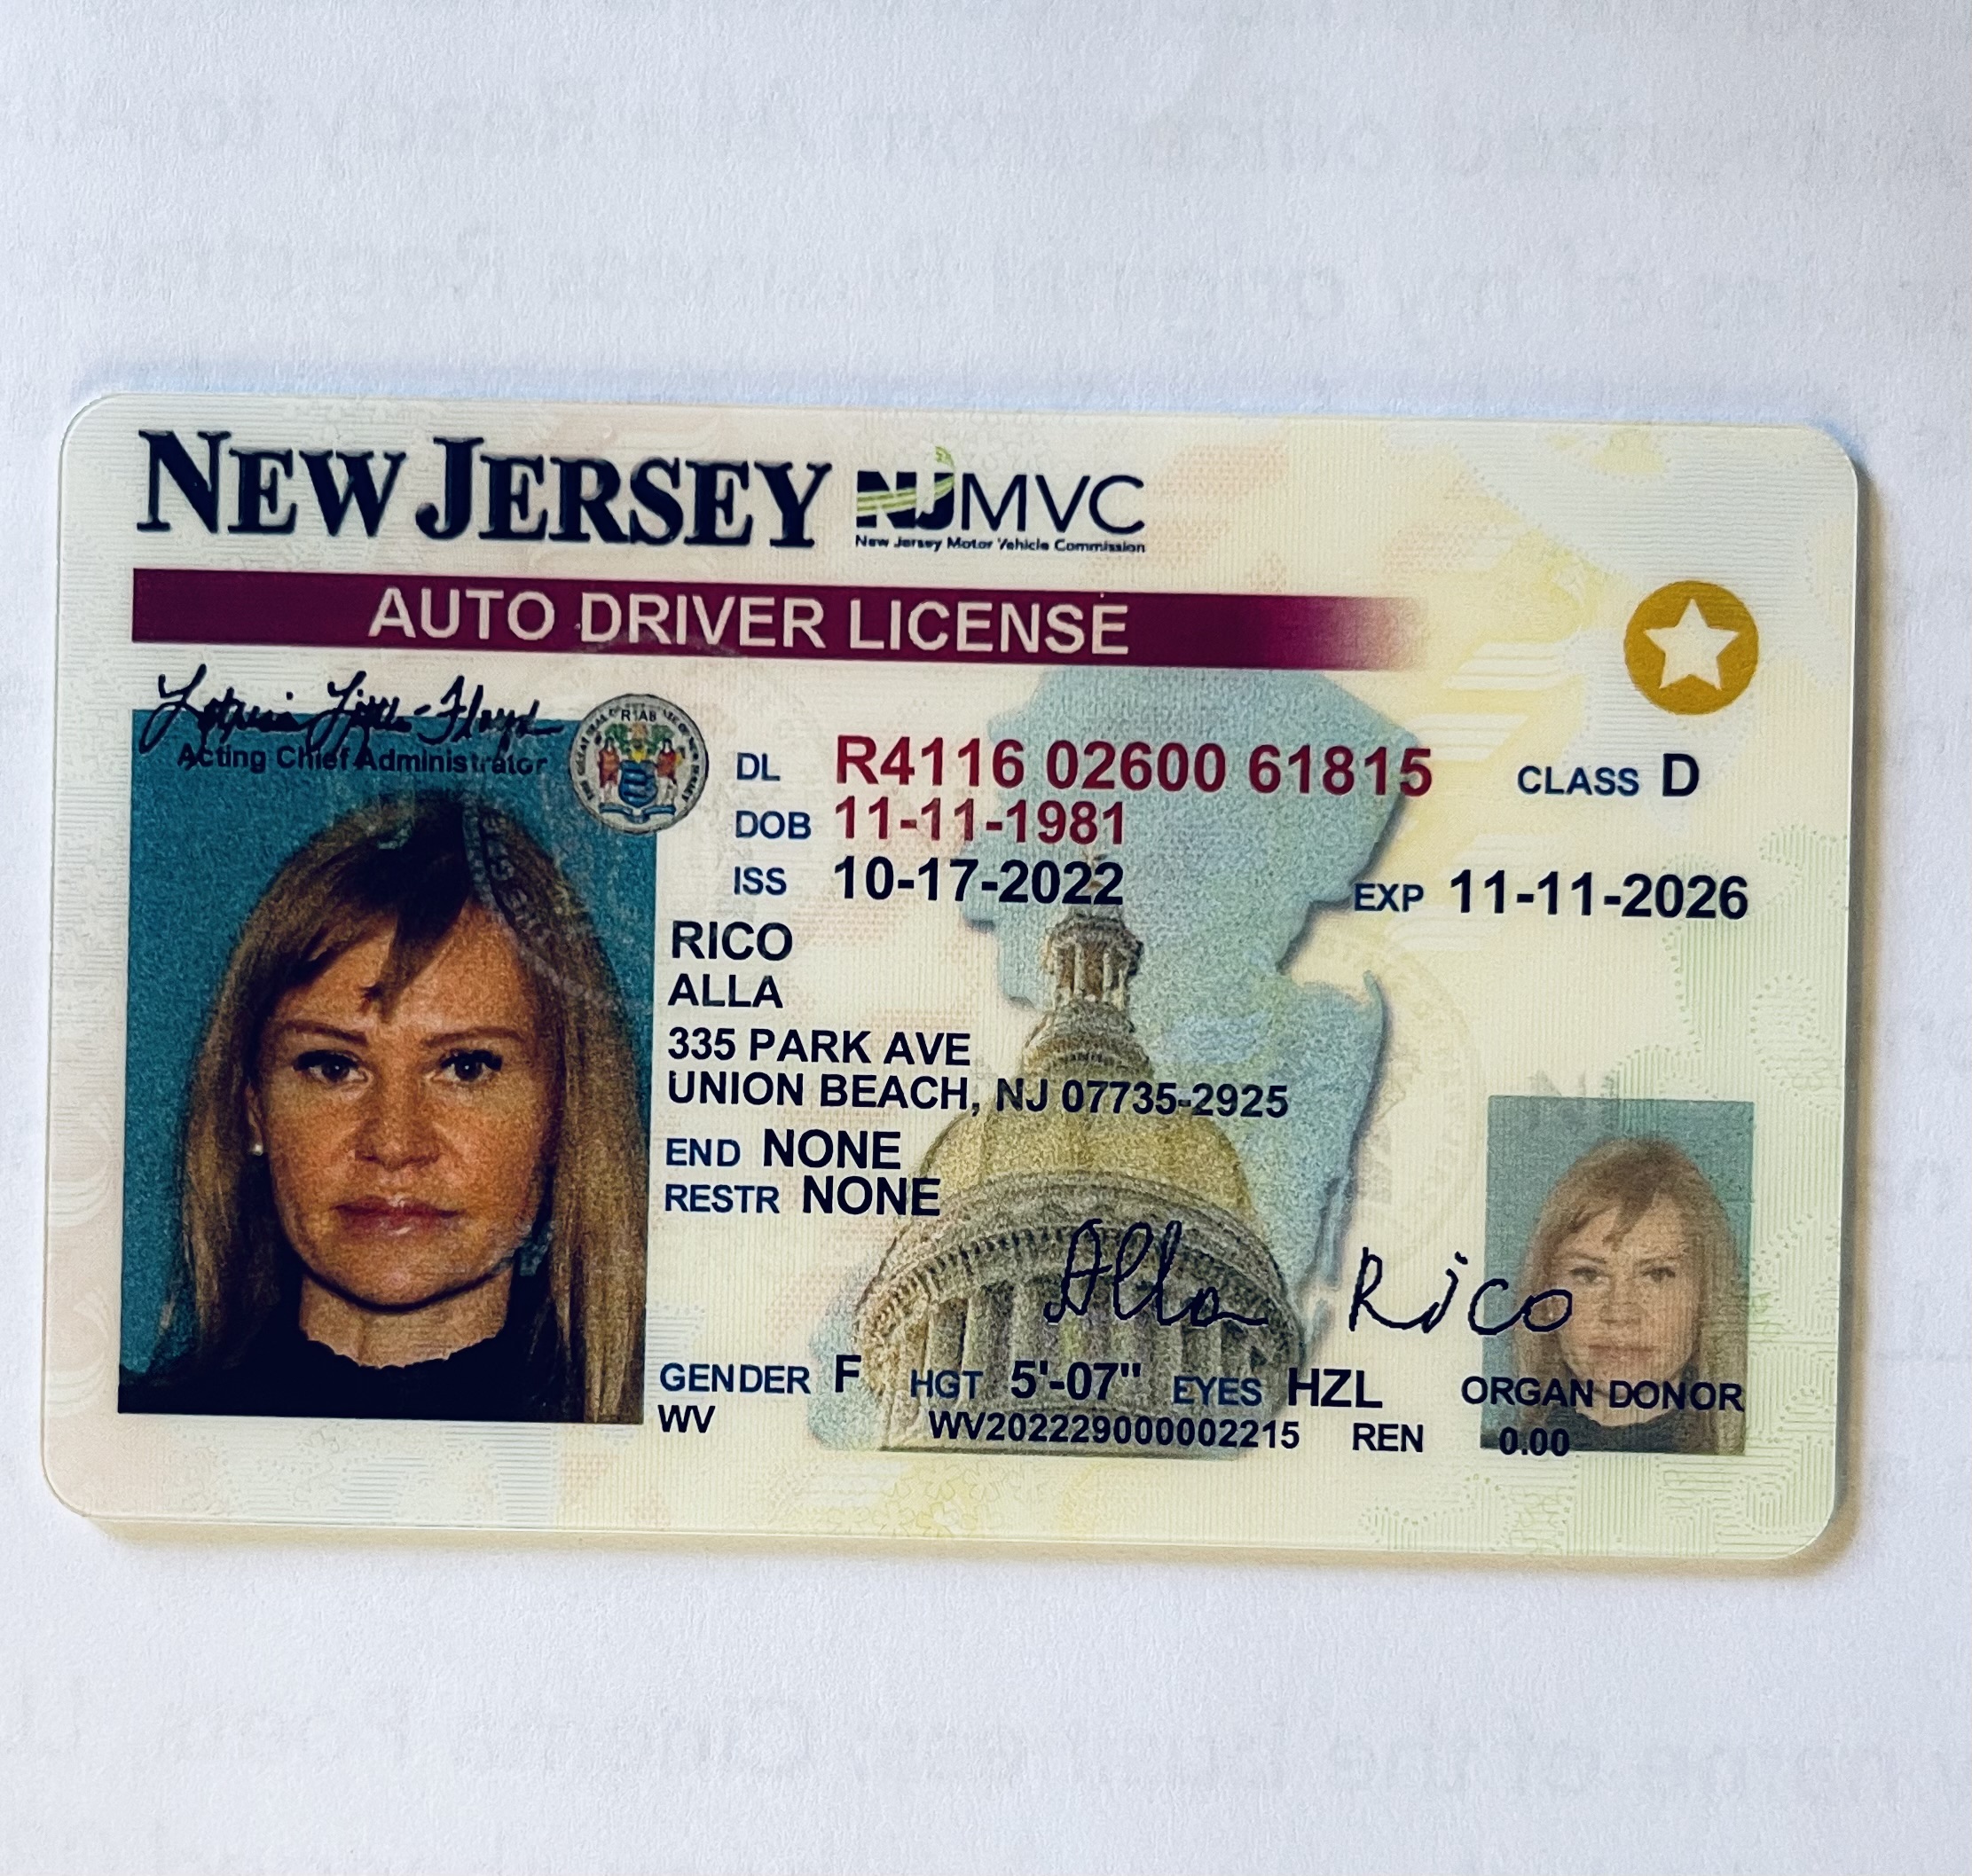 NEW JERSEY NJMVC
New Jersey Motor Vehicle Commission
AUTO DRIVER LICENSE
Acting Chief Administrator
DL R4116 02600 61815 CLASS D
DOB 11-11-1981
ISS 10-17-2022 EXP 11-11-2026
RICO
ALLA
335 PARK AVE
UNION BEACH, NJ 07735-2925
END NONE
RESTR NONE
Alla Rico
GENDER F HGT 5'-07" EYES HZL ORGAN DONOR
WV WV202229000002215 REN 0.00